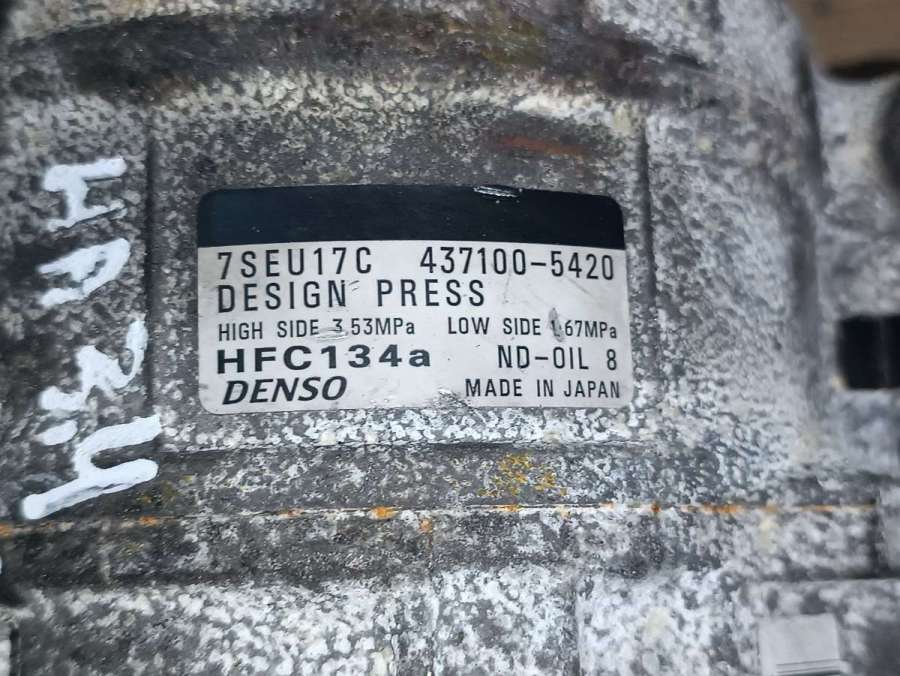 7SEU17C 437100-5420
DESIGN PRESS
HIGH SIDE 3.53MPa LOW SIDE 1.67MPa
HFC134a ND-OIL 8
DENSO MADE IN JAPAN